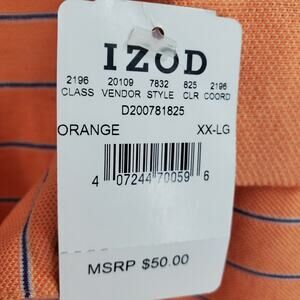 IZOD
2196 20109 7832 825 2196
CLASS VENDOR STYLE CLR COORD
D200781825
ORANGE XX-LG
4 07244 70059 6
MSRP $50.00